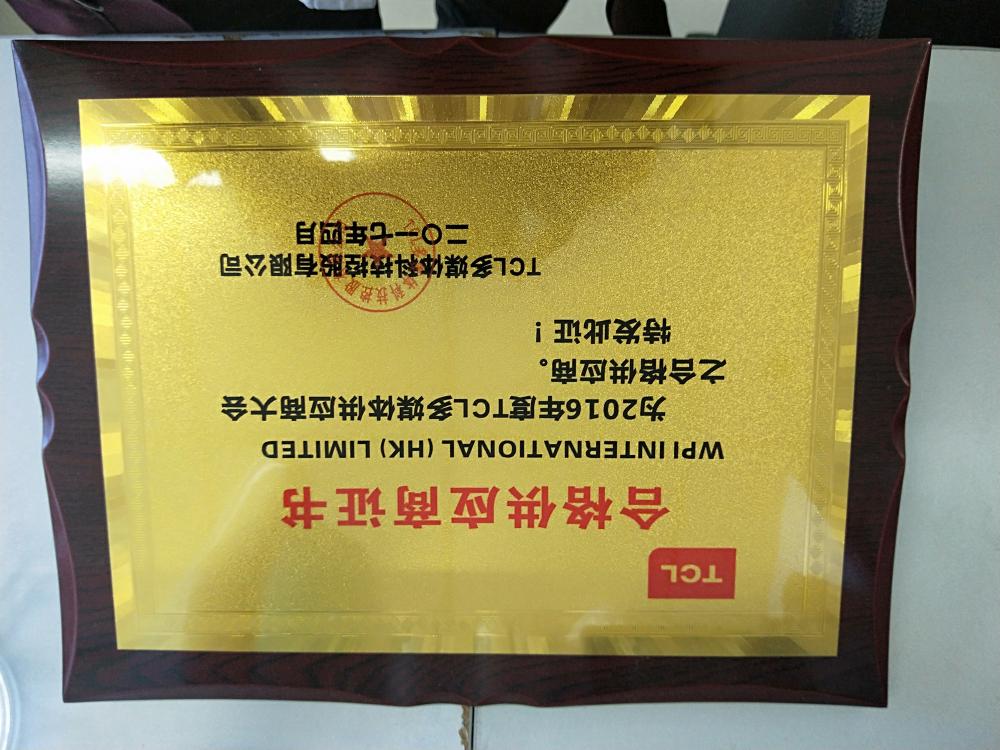 TCL
合格供应商证书
WPI INTERNATIONAL (HK) LIMITED
为2016年度TCL多媒体供应商大会
之合格供应商。
特发此证！
TCL多媒体科技控股有限公司
二〇一七年四月